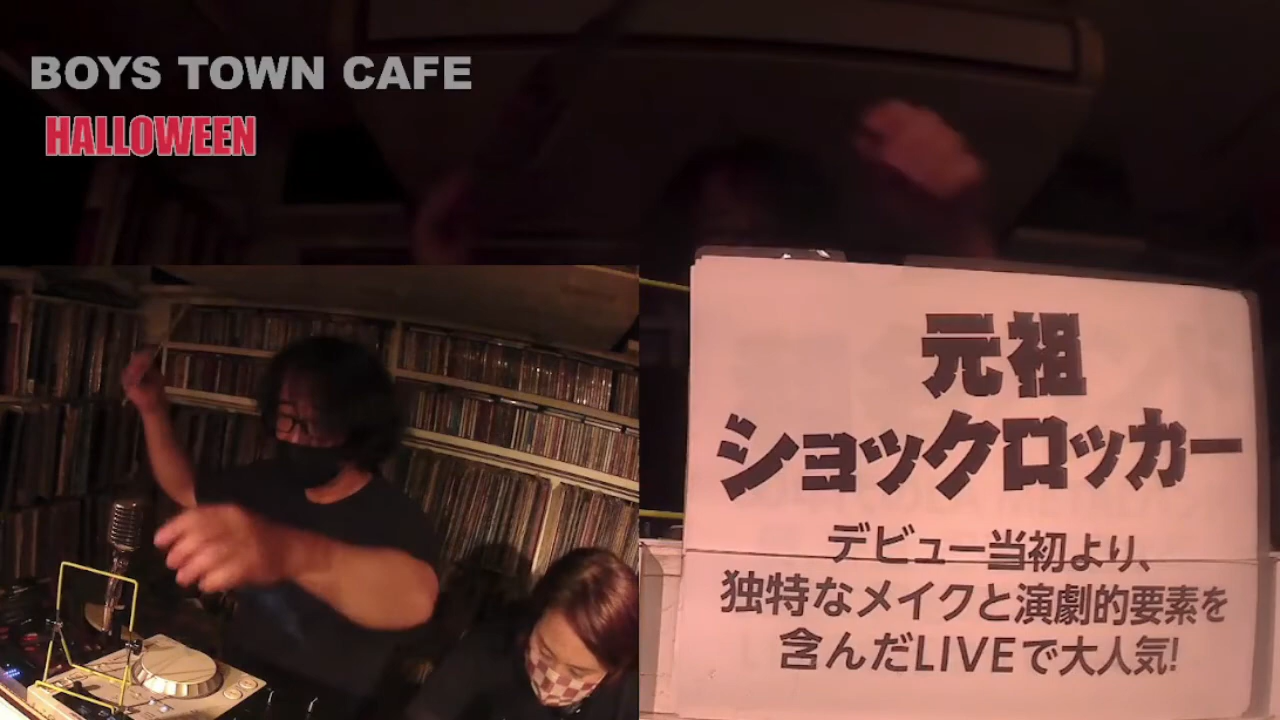 BOYS TOWN CAFE
HALLOWEEN
元祖
ショックロッカー
デビュー当初より、
独特なメイクと演劇的要素を
含んだLIVEで大人気!